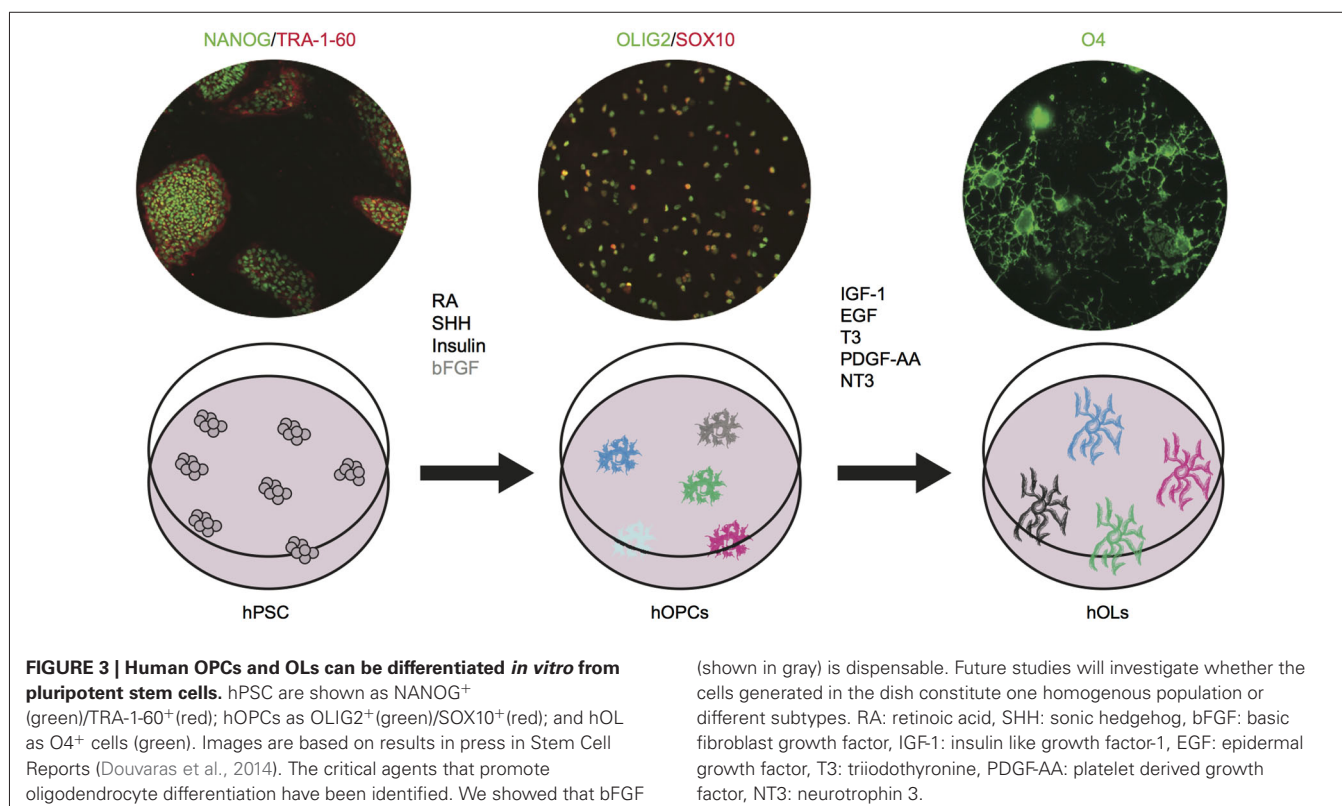 NANOG/TRA-1-60
OLIG2/SOX10
O4
RA
SHH
Insulin
bFGF
IGF-1
EGF
T3
PDGF-AA
NT3
hPSC
hOPCs
hOLs
FIGURE 3 | Human OPCs and OLs can be differentiated in vitro from
pluripotent stem cells. hPSC are shown as NANOG+
(green)/TRA-1-60+(red); hOPCs as OLIG2+(green)/SOX10+(red); and hOL
as O4+ cells (green). Images are based on results in press in Stem Cell
Reports (Douvaras et al., 2014). The critical agents that promote
oligodendrocyte differentiation have been identified. We showed that bFGF
(shown in gray) is dispensable. Future studies will investigate whether the
cells generated in the dish constitute one homogenous population or
different subtypes. RA: retinoic acid, SHH: sonic hedgehog, bFGF: basic
fibroblast growth factor, IGF-1: insulin like growth factor-1, EGF: epidermal
growth factor, T3: triiodothyronine, PDGF-AA: platelet derived growth
factor, NT3: neurotrophin 3.